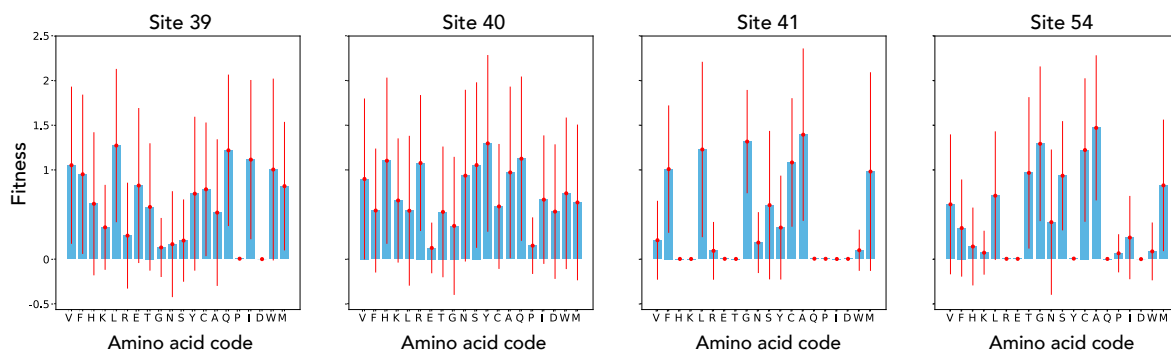 Site 39
Site 40
Site 41
Site 54
Fitness
2.5
2
1.5
1
0
-0.5
V F H K L R E T G N S Y C A Q P I D W M
V F H K L R E T G N S Y C A Q P I D W M
V F H K L R E T G N S Y C A Q P I D W M
V F H K L R E T G N S Y C A Q P I D W M
Amino acid code
Amino acid code
Amino acid code
Amino acid code